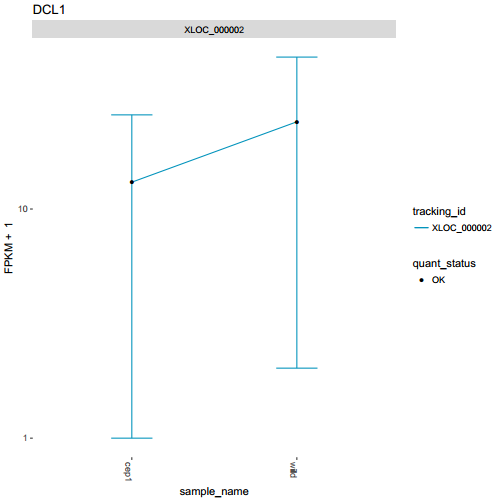 DCL1
XLOC_000002
FPKM + 1
10
1
cep1
wild
sample_name
tracking_id
XLOC_000002
quant_status
OK